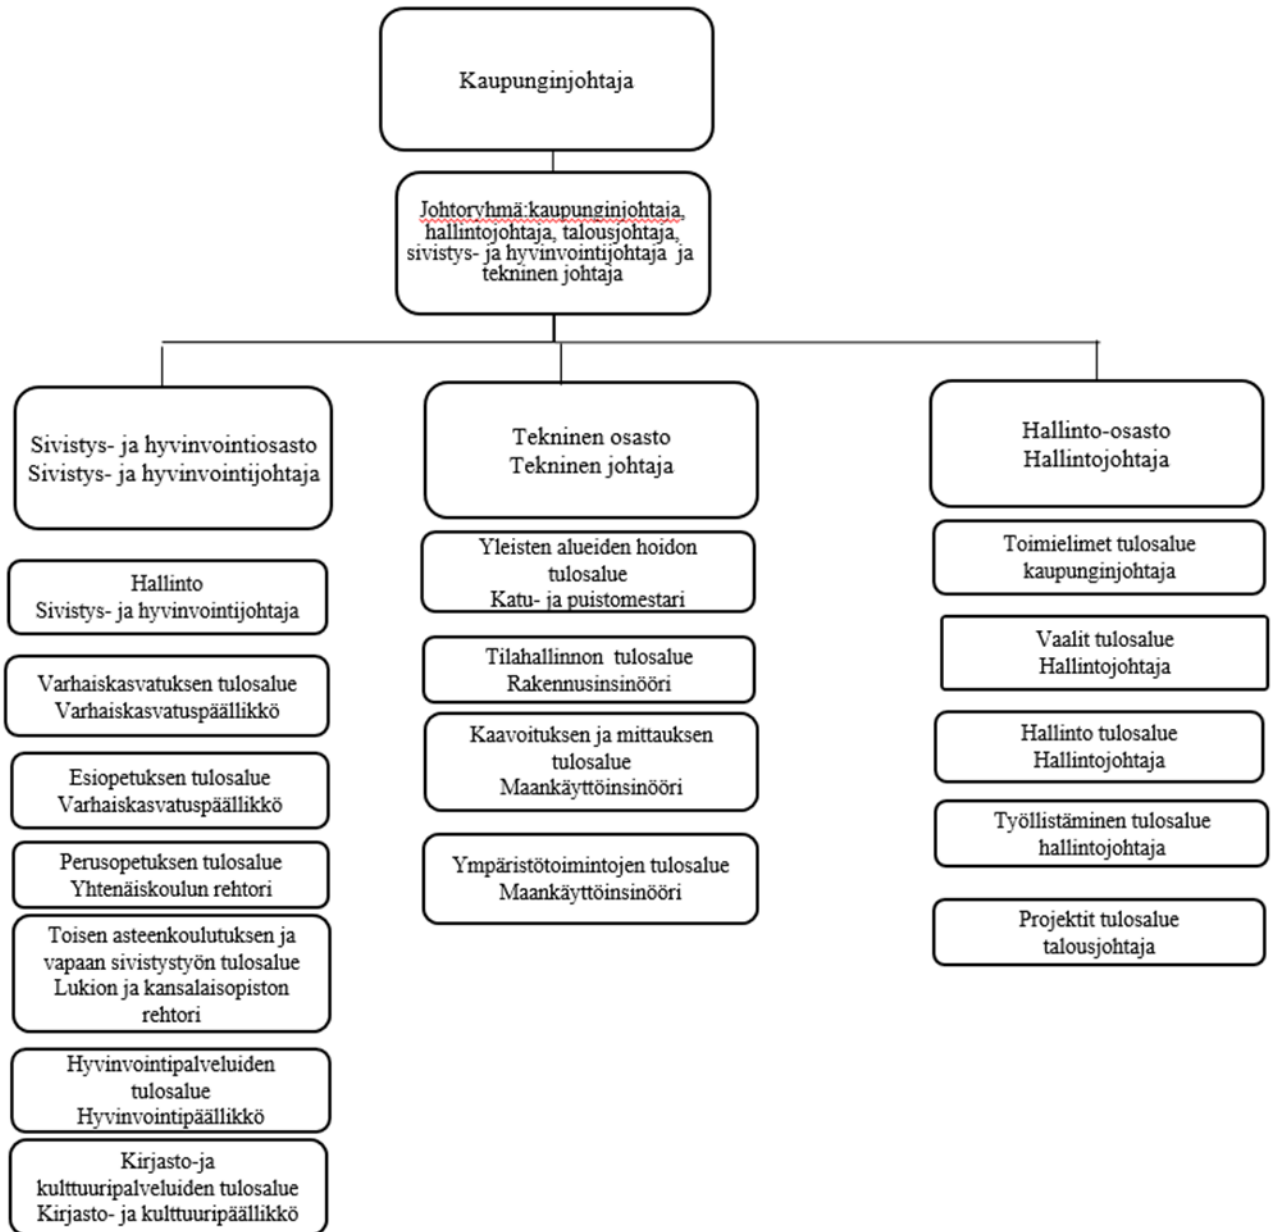 Kaupunginjohtaja
Johtoryhmä:kaupunginjohtaja,
hallintojohtaja, talousjohtaja,
sivistys- ja hyvinvointijohtaja ja
tekninen johtaja
Sivistys- ja hyvinvointiosasto
Sivistys- ja hyvinvointijohtaja
Hallinto
Sivistys- ja hyvinvointijohtaja
Varhaiskasvatuksen tulosalue
Varhaiskasvatuspäällikkö
Esiopetuksen tulosalue
Varhaiskasvatuspäällikkö
Perusopetuksen tulosalue
Yhtenäiskoulun rehtori
Toisen asteenkoulutuksen ja
vapaan sivistystyön tulosalue
Lukion ja kansalaisopiston
rehtori
Hyvinvointipalveluiden
tulosalue
Hyvinvointipäällikkö
Kirjasto-ja
kulttuuripalveluiden tulosalue
Kirjasto- ja kulttuuripäällikkö
Tekninen osasto
Tekninen johtaja
Yleisten alueiden hoidon
tulosalue
Katu- ja puistomestari
Tilahallinnon tulosalue
Rakennusinsinööri
Kaavoituksen ja mittauksen
tulosalue
Maankäyttöinsinööri
Ympäristötoimintojen tulosalue
Maankäyttöinsinööri
Hallinto-osasto
Hallintojohtaja
Toimielimet tulosalue
kaupunginjohtaja
Vaalit tulosalue
Hallintojohtaja
Hallinto tulosalue
Hallintojohtaja
Työllistäminen tulosalue
hallintojohtaja
Projektit tulosalue
talousjohtaja